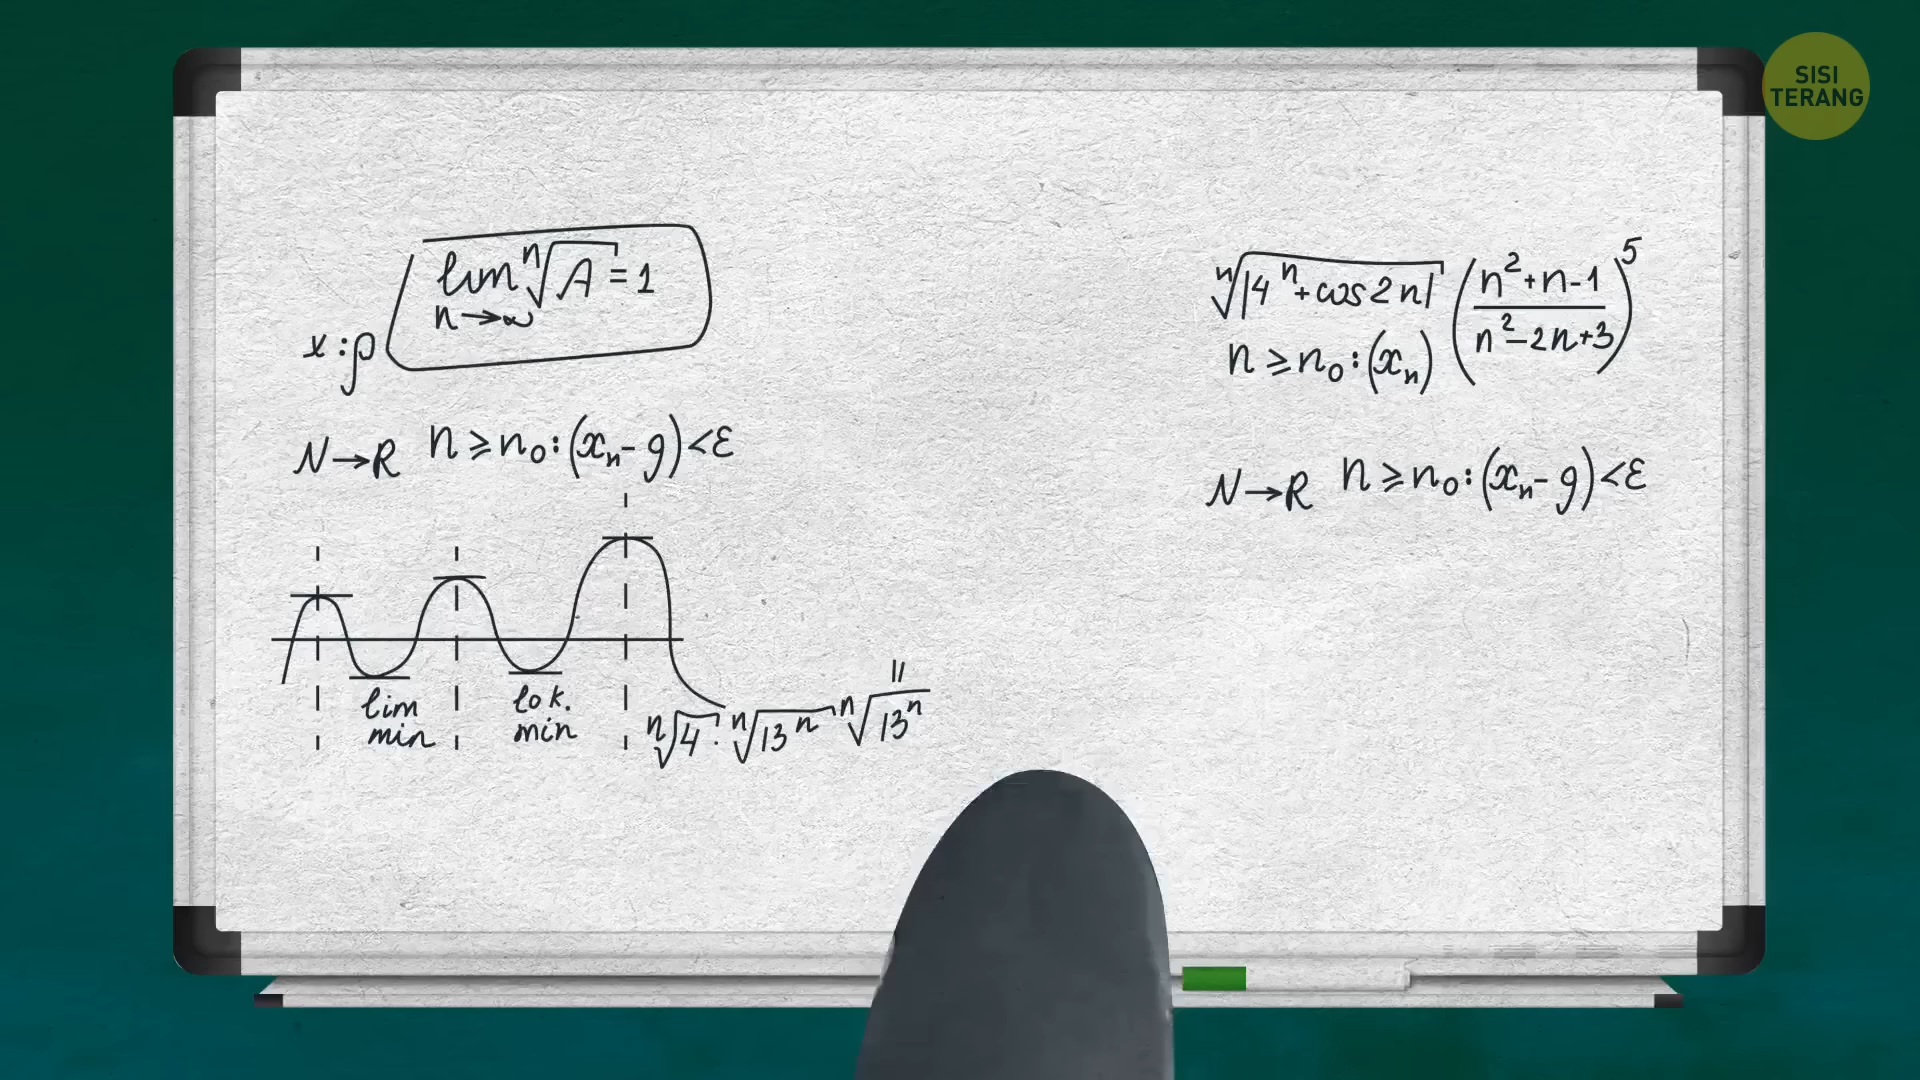 SISI
TERANG
lim ⁿ√A = 1
n→∞
x:ρ
N→R n ≥ n₀: (xₙ - g) < ε
lim
min
lok.
min
ⁿ√4 · ⁿ√13ⁿ ⁿ√13ⁿ
||
ⁿ√|4ⁿ + cos 2n| ((n² + n - 1)/(n² - 2n + 3))⁵
n ≥ n₀: (xₙ)
N→R n ≥ n₀: (xₙ - g) < ε